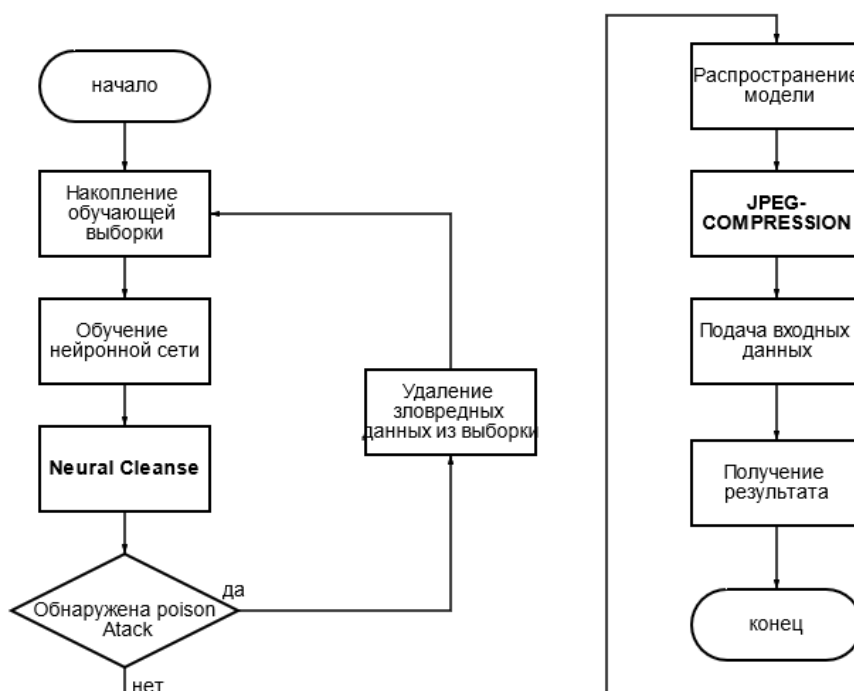 начало
Накопление
обучающей
выборки
Обучение
нейронной сети
Neural Cleanse
Обнаружена poison
Atack
да
нет
Удаление
зловредных
данных из выборки
Распространение
модели
JPEG-
COMPRESSION
Подача входных
данных
Получение
результата
конец